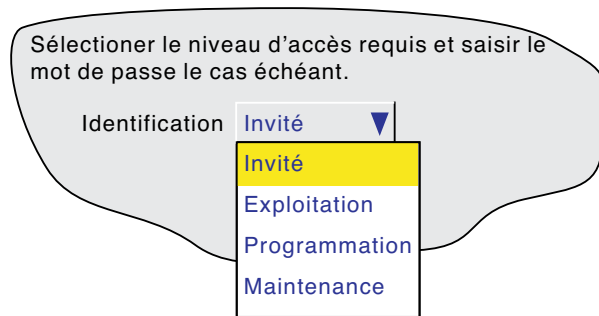 Sélectioner le niveau d'accès requis et saisir le
mot de passe le cas échéant.
Identification Invité
Invité
Exploitation
Programmation
Maintenance